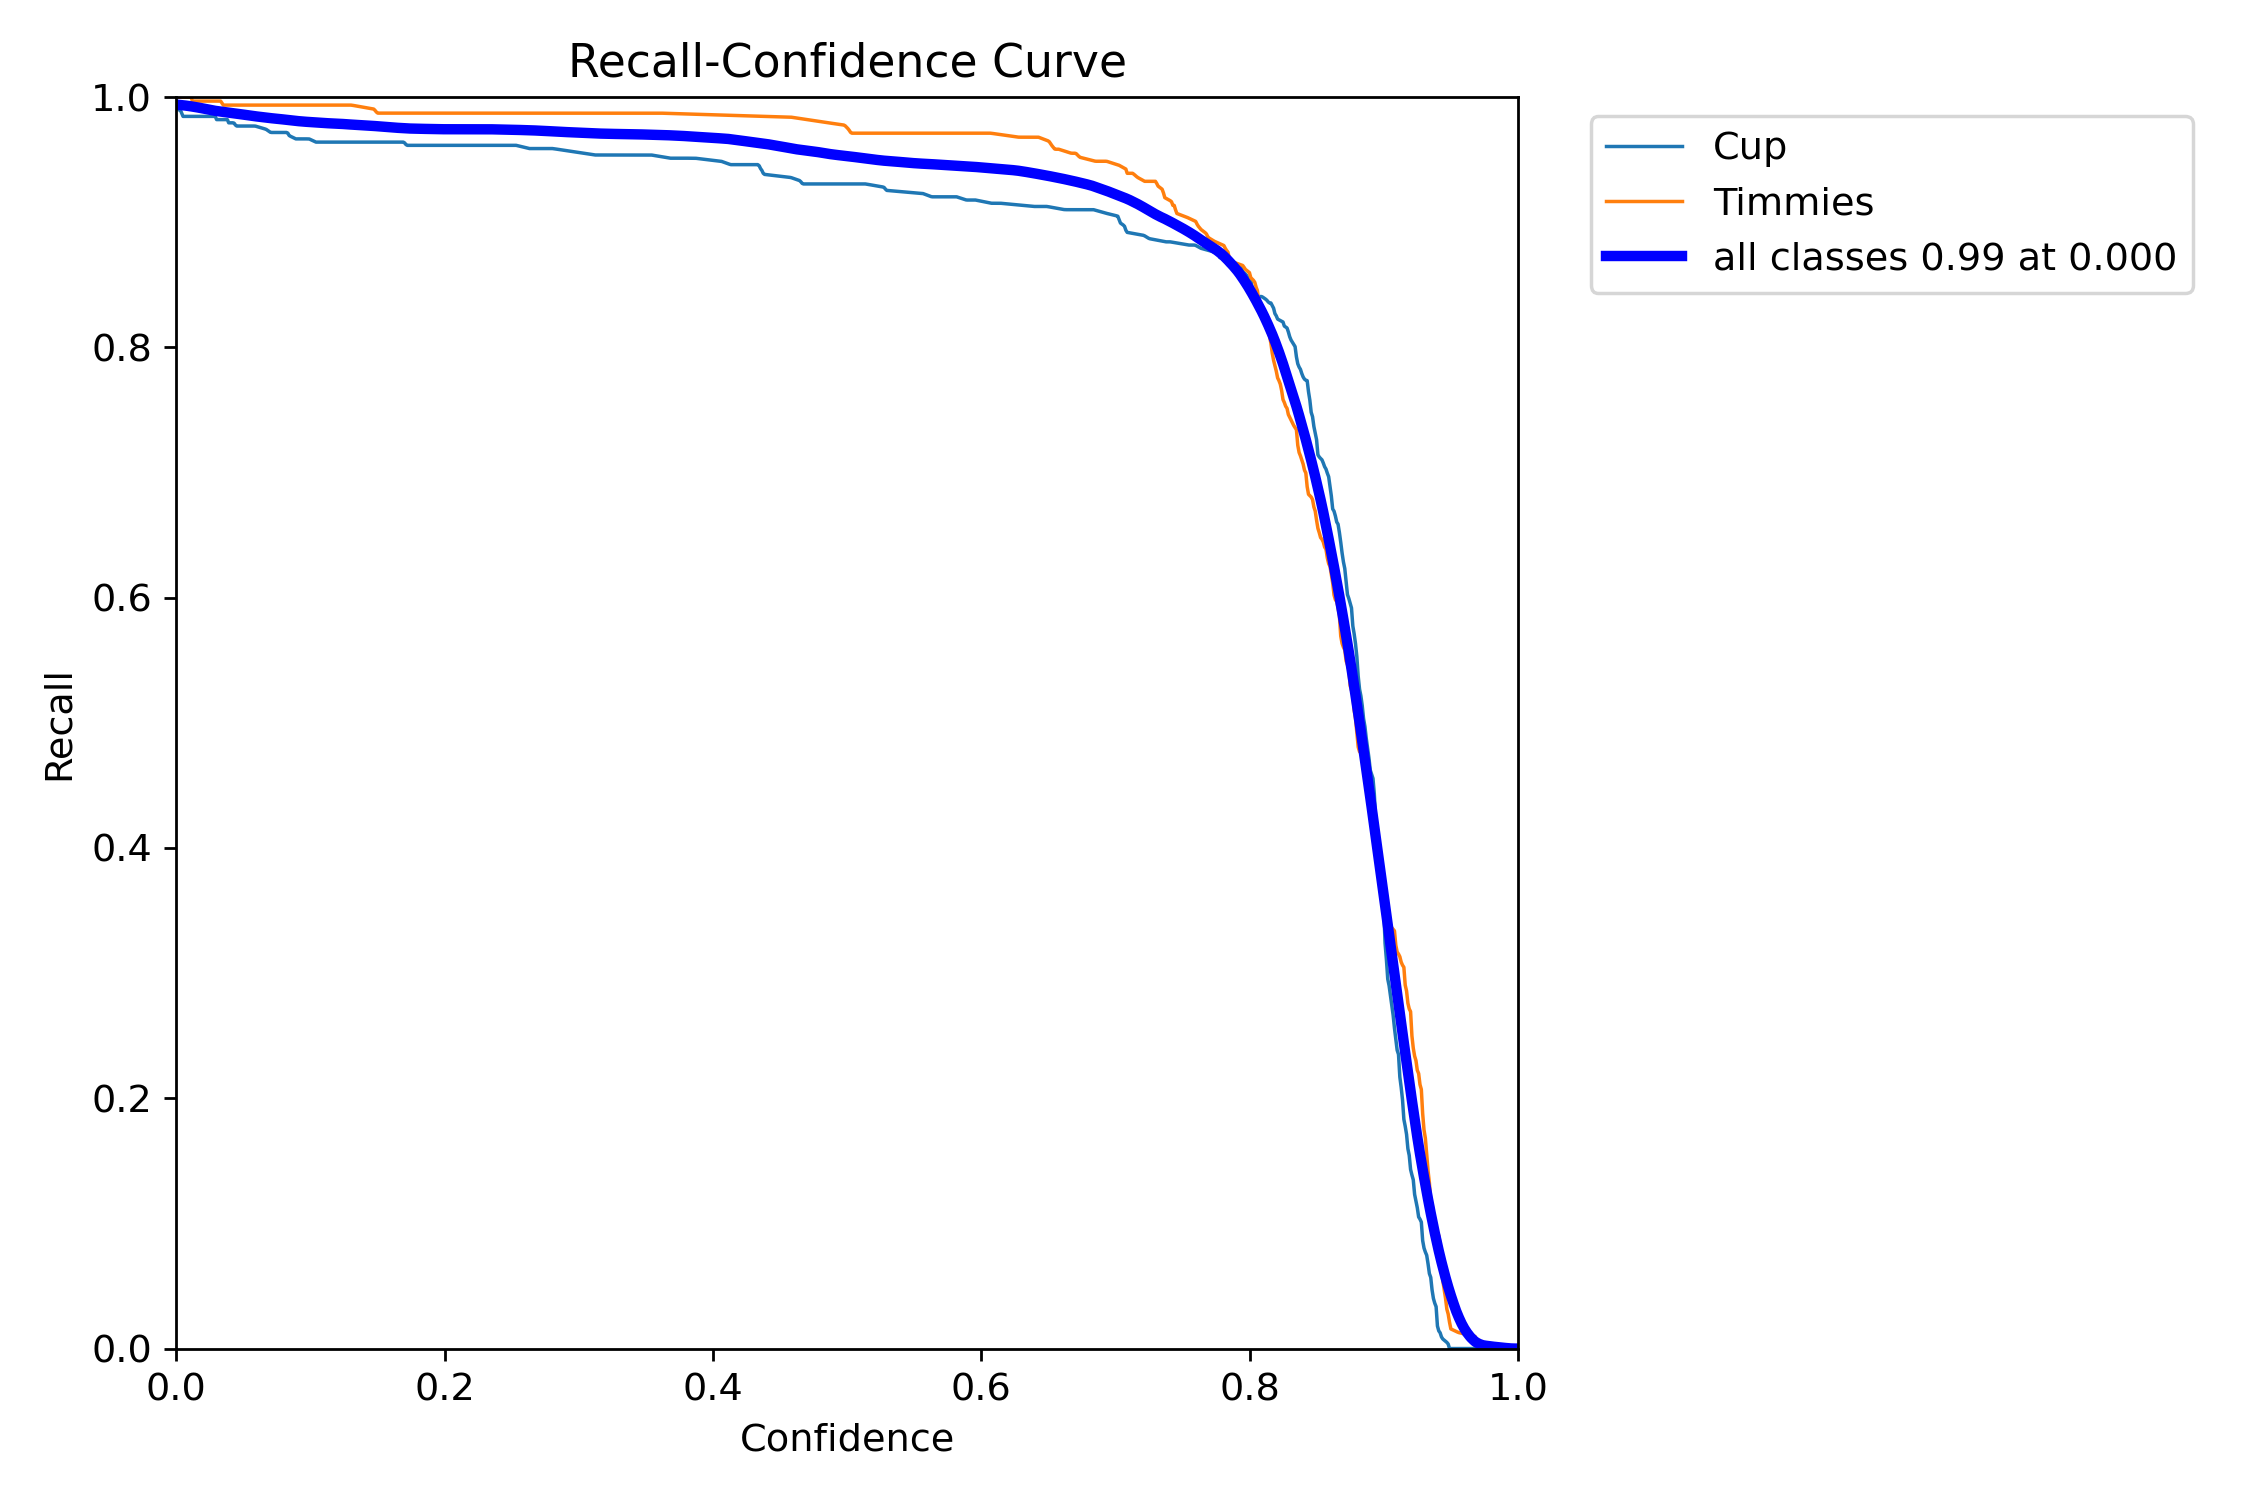 Recall-Confidence Curve
1.0
0.8
0.6
0.4
0.2
0.0
Recall
0.0 0.2 0.4 0.6 0.8 1.0
Confidence
Cup
Timmies
all classes 0.99 at 0.000